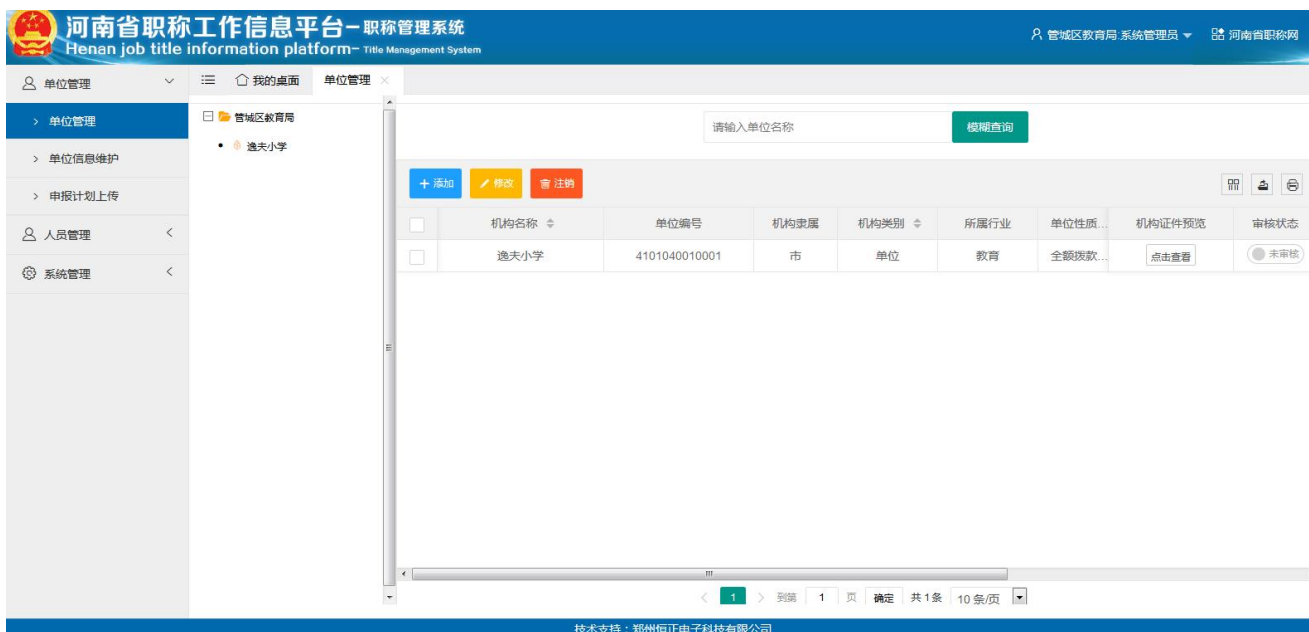 河南省职称工作信息平台-职称管理系统
Henan job title information platform- Title Management System
管城区教育局:系统管理员 河南省职称网
单位管理
我的桌面 单位管理
单位管理
单位信息维护
申报计划上传
人员管理
系统管理
管城区教育局
逸夫小学
请输入单位名称 模糊查询
添加 修改 注销
机构名称 单位编号 机构隶属 机构类别 所属行业 单位性质... 机构证件预览 审核状态
逸夫小学 4101040010001 市 单位 教育 全额拨款... 点击查看 未审核
1 到第 1 页 确定 共1条 10条/页
技术支持:郑州恒正电子科技有限公司